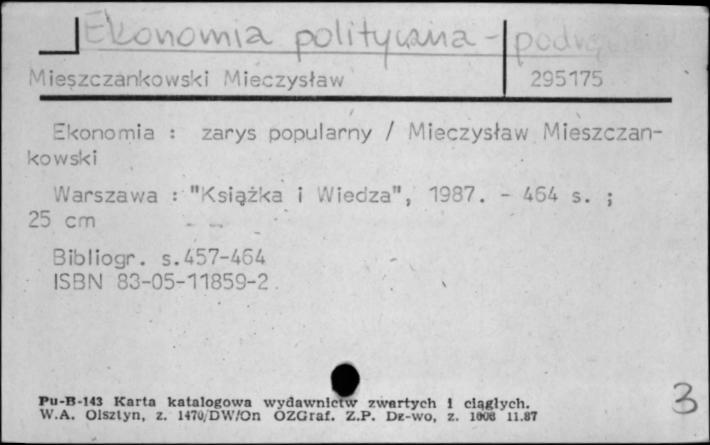 Ekonomia polityczna -
Mieszczankowski Mieczysław 295175
Ekonomia : zarys popularny / Mieczysław Mieszczan-
kowski
Warszawa : "Książka i Wiedza", 1987. - 464 s. ;
25 cm
Bibliogr. s.457-464
ISBN 83-05-11859-2
Pu-B-143 Karta katalogowa wydawnictw zwartych i ciągłych.
W.A. Olsztyn, z. 1470/DW/On OZGraf. Z.P. Dz-wo, z. 11.87
3